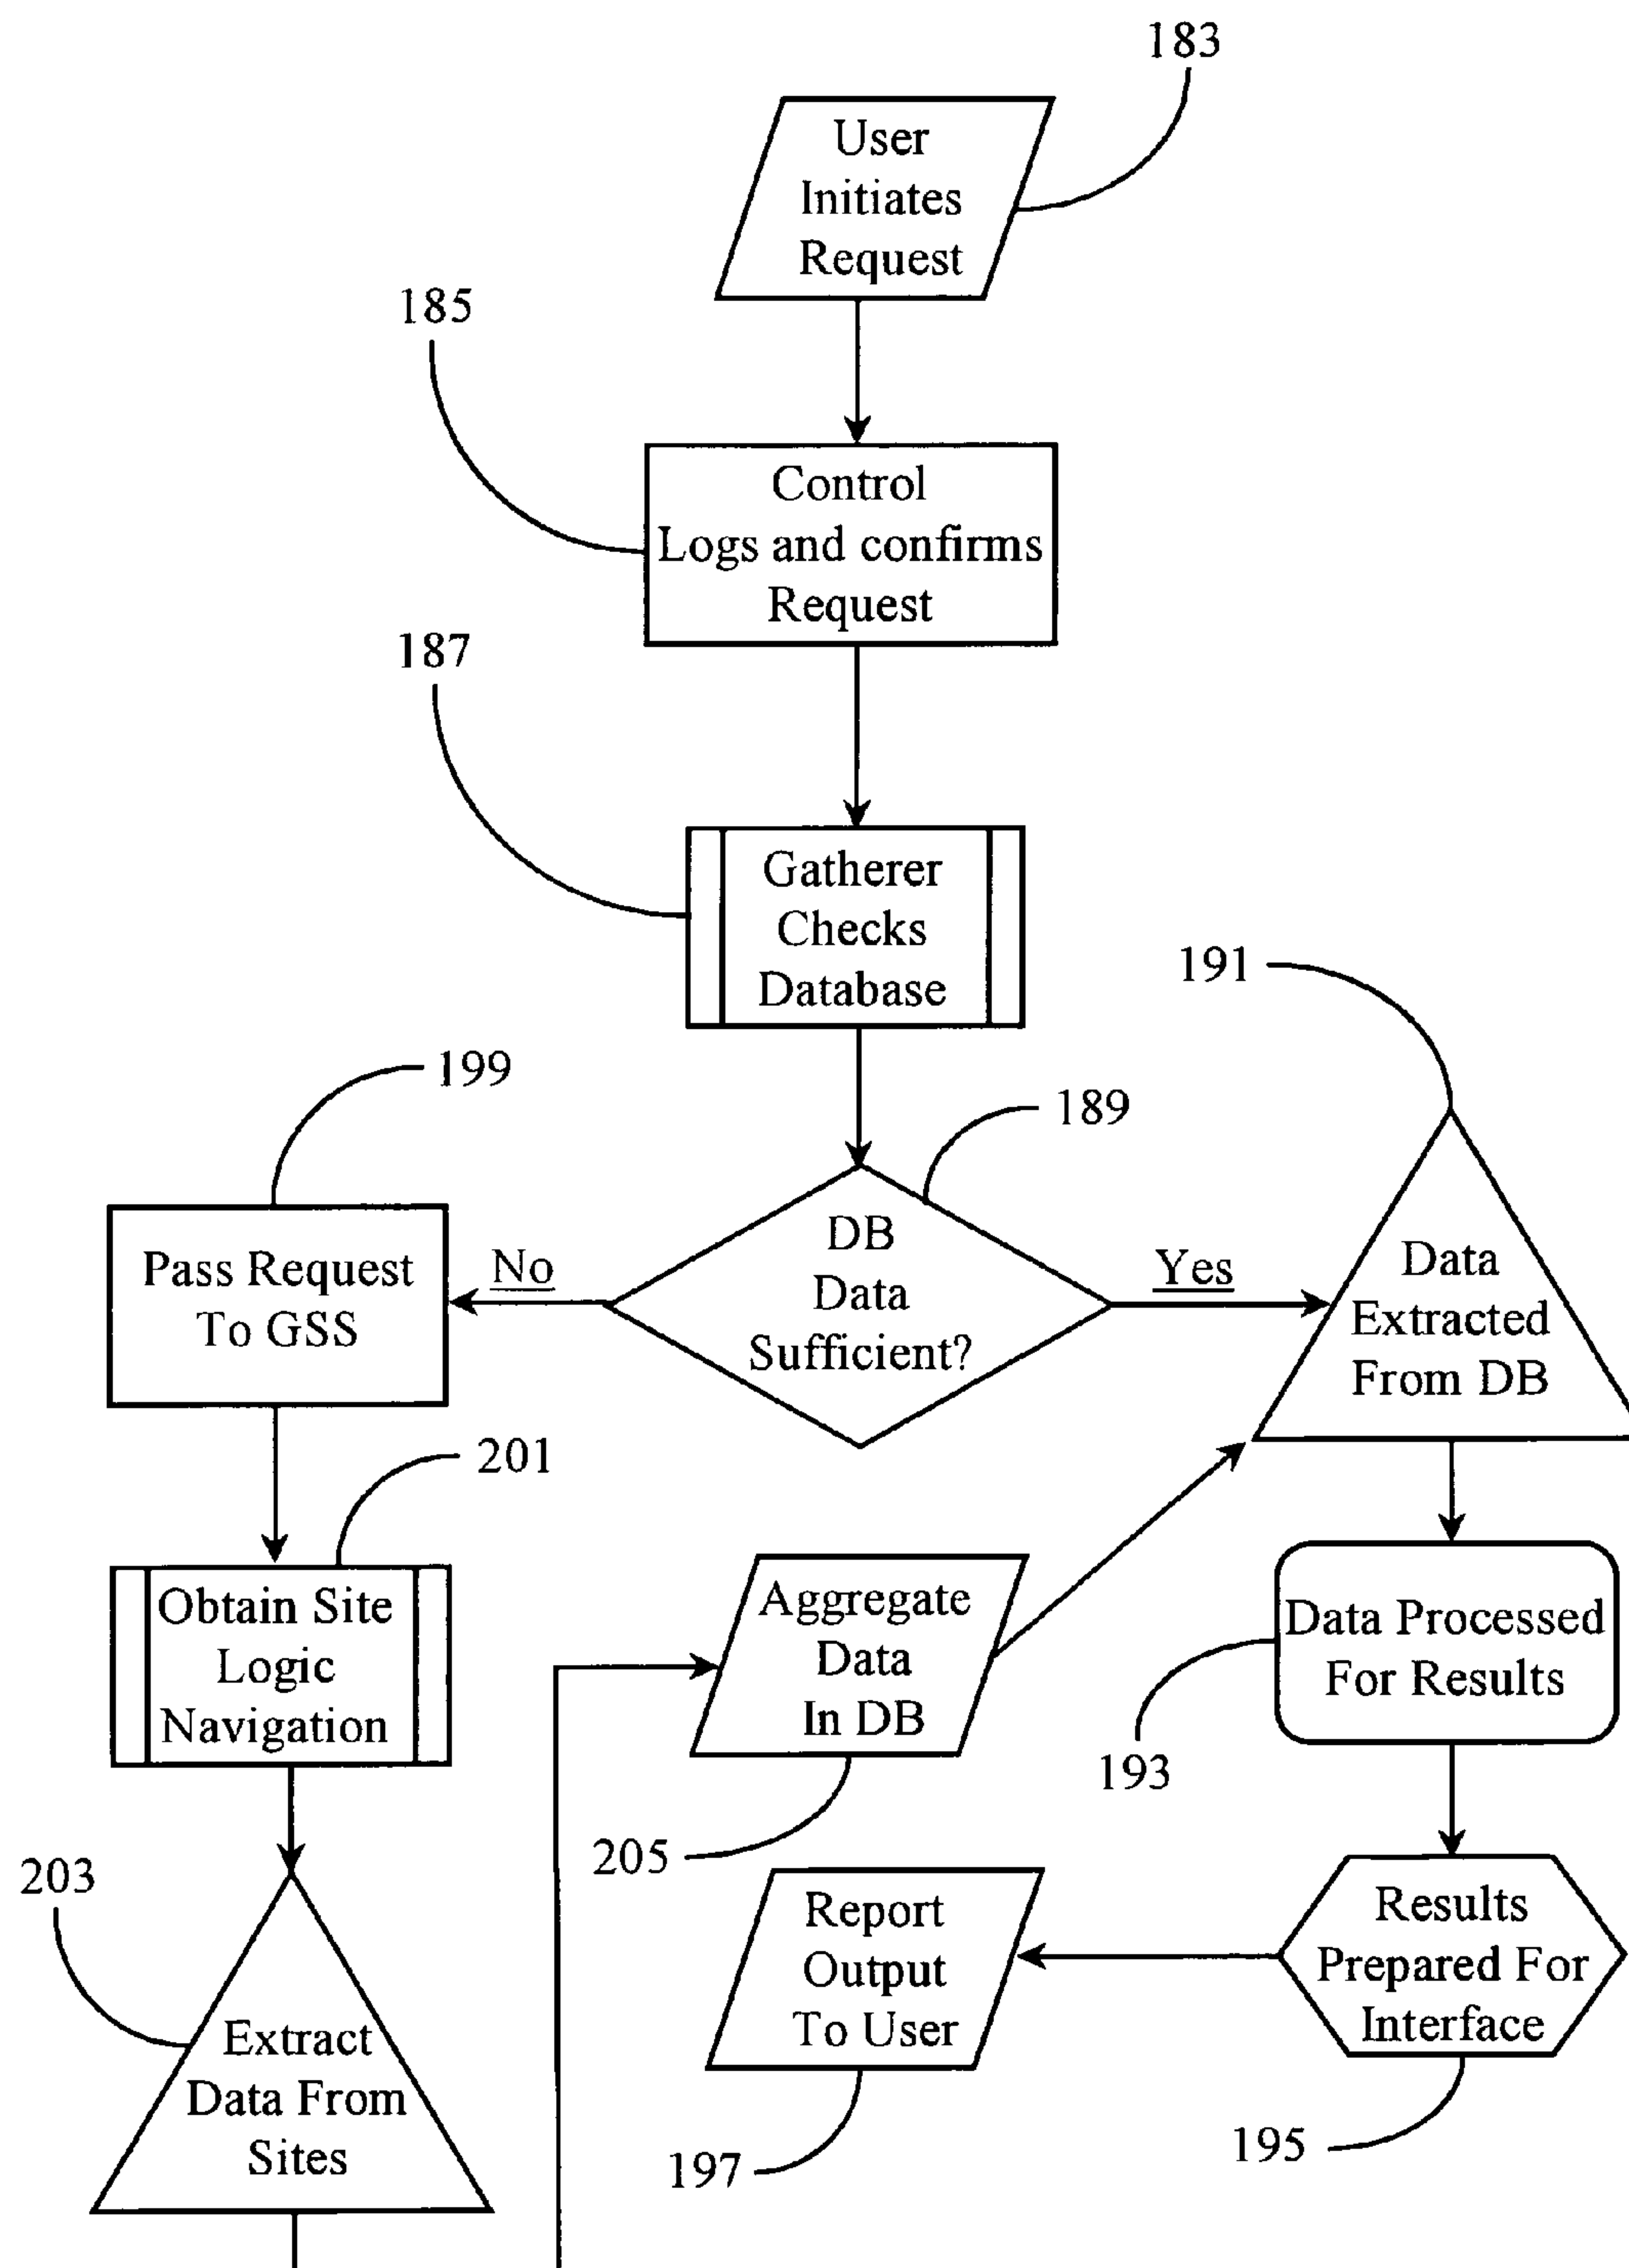 183
User
Initiates
Request
185
Control
Logs and confirms
Request
187
Gatherer
Checks
Database
191
199
189
Pass Request
To GSS
No
DB
Data
Sufficient?
Yes
Data
Extracted
From DB
201
Obtain Site
Logic
Navigation
Aggregate
Data
In DB
Data Processed
For Results
193
205
203
Report
Output
To User
Results
Prepared For
Interface
Extract
Data From
Sites
197
195